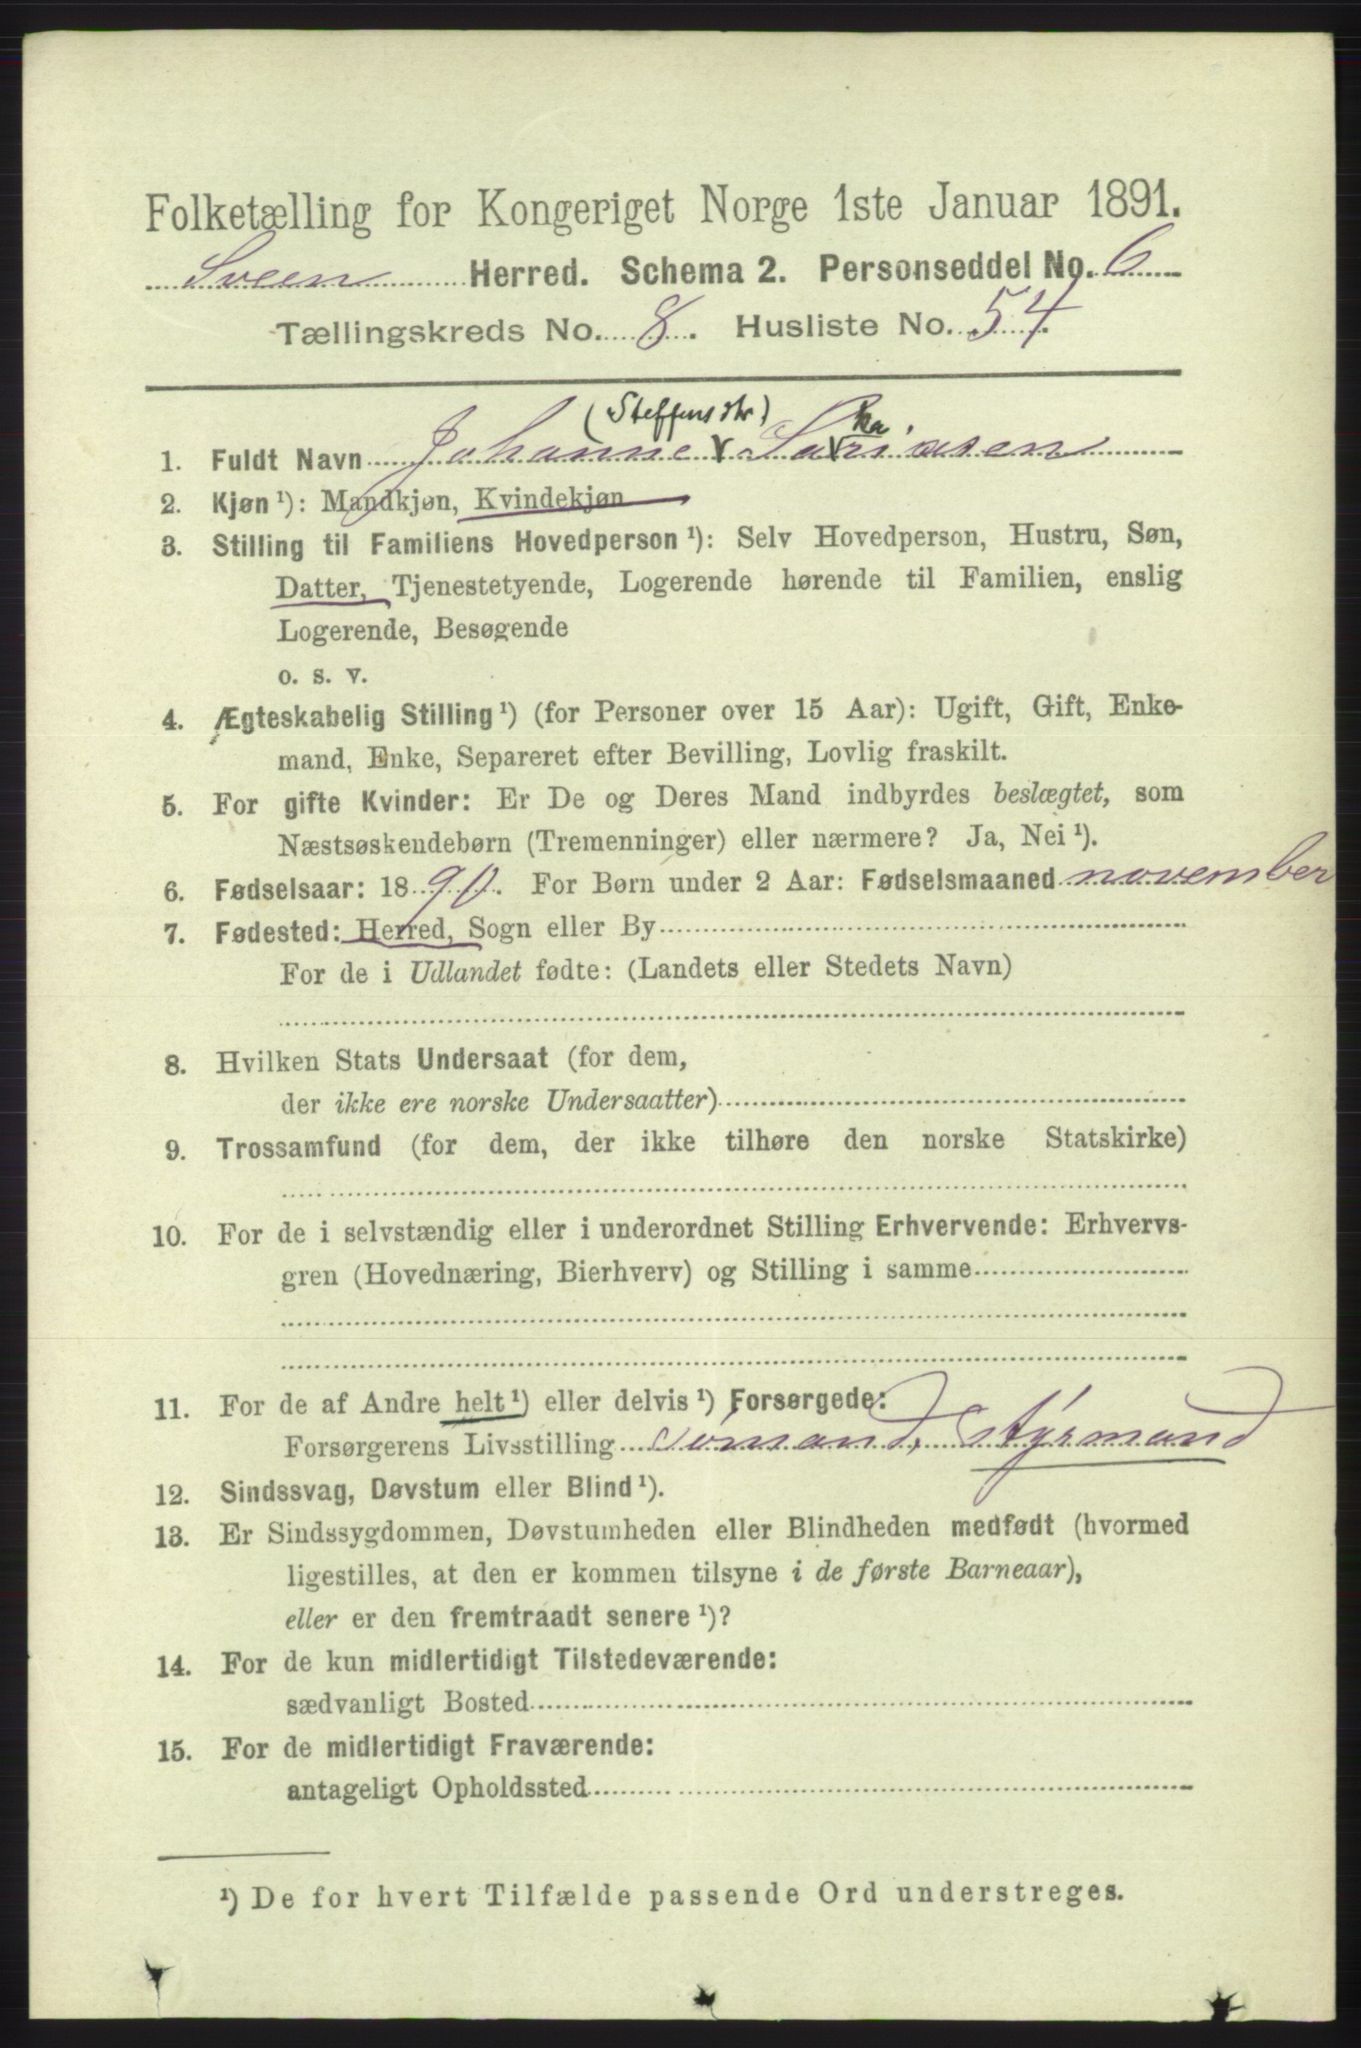 Folketælling for Kongeriget Norge 1ste Januar 1891.
Sveen Herred. Schema 2. Personseddel No. 6
Tællingskreds No. 8. Husliste No. 54.
(Steffensdtr)
1. Fuldt Navn Johanne
2. Kjøn ¹): Mandkjøn, Kvindekjøn
3. Stilling til Familiens Hovedperson ¹): Selv Hovedperson, Hustru, Søn,
Datter, Tjenestetyende, Logerende hørende til Familien, enslig
Logerende, Besøgende
o. s. v.
4. Ægteskabelig Stilling ¹) (for Personer over 15 Aar): Ugift, Gift, Enke-
mand, Enke, Separeret efter Bevilling, Lovlig fraskilt.
5. For gifte Kvinder: Er De og Deres Mand indbyrdes beslægtet, som
Næstsøskendebørn (Tremenninger) eller nærmere? Ja, Nei ¹).
6. Fødselsaar: 1890. For Børn under 2 Aar: Fødselsmaaned november
7. Fødested: Herred, Sogn eller By
For de i Udlandet fødte: (Landets eller Stedets Navn)
8. Hvilken Stats Undersaat (for dem,
der ikke ere norske Undersaatter)
9. Trossamfund (for dem, der ikke tilhøre den norske Statskirke)
10. For de i selvstændig eller i underordnet Stilling Erhvervende: Erhvervs-
gren (Hovednæring, Bierhverv) og Stilling i samme
11. For de af Andre helt ¹) eller delvis ¹) Forsørgede:
Forsørgerens Livsstilling Sömand, Styrmand
12. Sindssvag, Døvstum eller Blind ¹).
13. Er Sindssygdommen, Døvstumheden eller Blindheden medfødt (hvormed
ligestilles, at den er kommen tilsyne i de første Barneaar),
eller er den fremtraadt senere ¹)?
14. For de kun midlertidigt Tilstedeværende:
sædvanligt Bosted
15. For de midlertidigt Fraværende:
antageligt Opholdssted
¹) De for hvert Tilfælde passende Ord understreges.